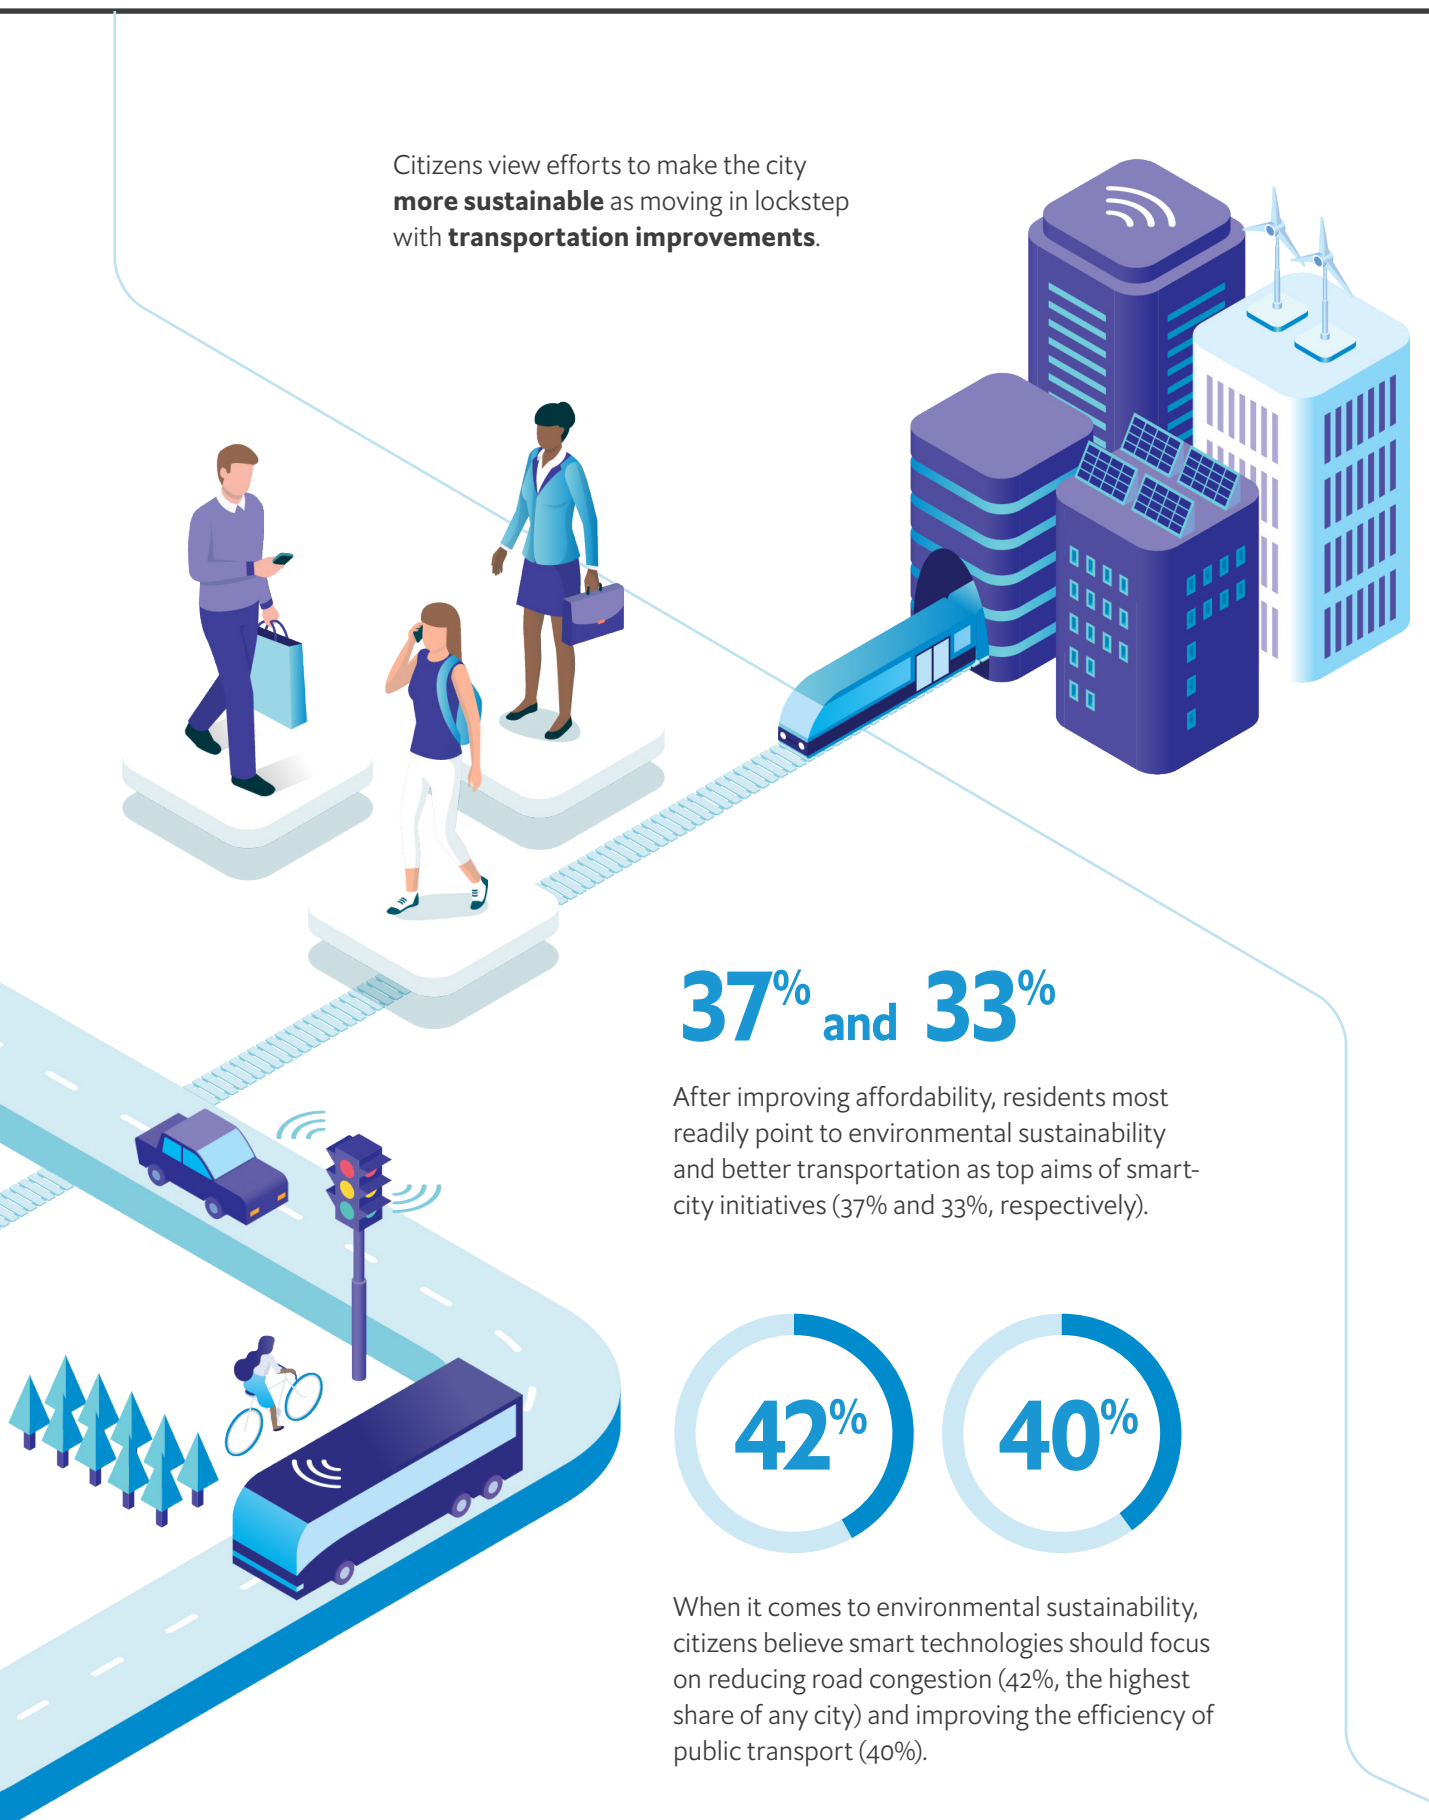 Citizens view efforts to make the city
more sustainable as moving in lockstep
with transportation improvements.
37% and 33%
After improving affordability, residents most
readily point to environmental sustainability
and better transportation as top aims of smart-
city initiatives (37% and 33%, respectively).
42% 40%
When it comes to environmental sustainability,
citizens believe smart technologies should focus
on reducing road congestion (42%, the highest
share of any city) and improving the efficiency of
public transport (40%).